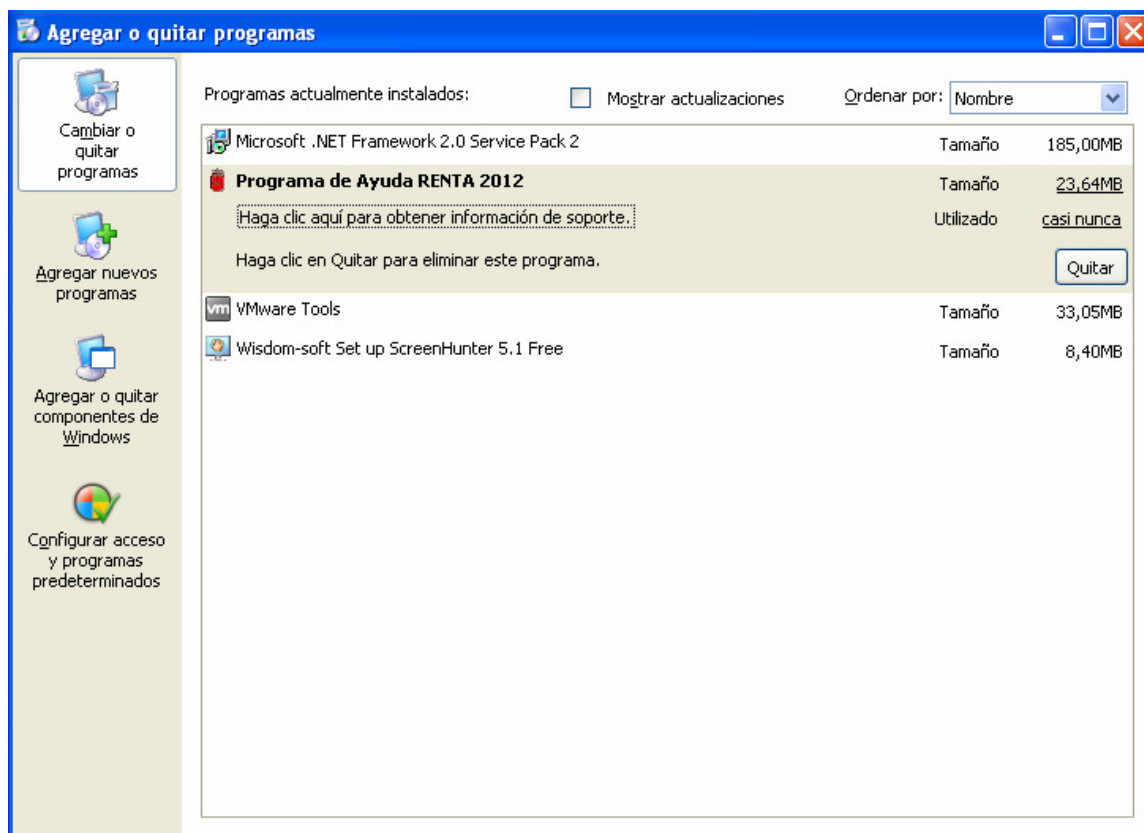 Agregar o quitar programas
Cambiar o
quitar
programas
Agregar nuevos
programas
Agregar o quitar
componentes de
Windows
Configurar acceso
y programas
predeterminados
Programas actualmente instalados:
Mostrar actualizaciones
Ordenar por: Nombre
Microsoft .NET Framework 2.0 Service Pack 2 Tamaño 185,00MB
Programa de Ayuda RENTA 2012 Tamaño 23,64MB
Haga clic aquí para obtener información de soporte. Utilizado casi nunca
Haga clic en Quitar para eliminar este programa. Quitar
vm VMware Tools Tamaño 33,05MB
Wisdom-soft Set up ScreenHunter 5.1 Free Tamaño 8,40MB